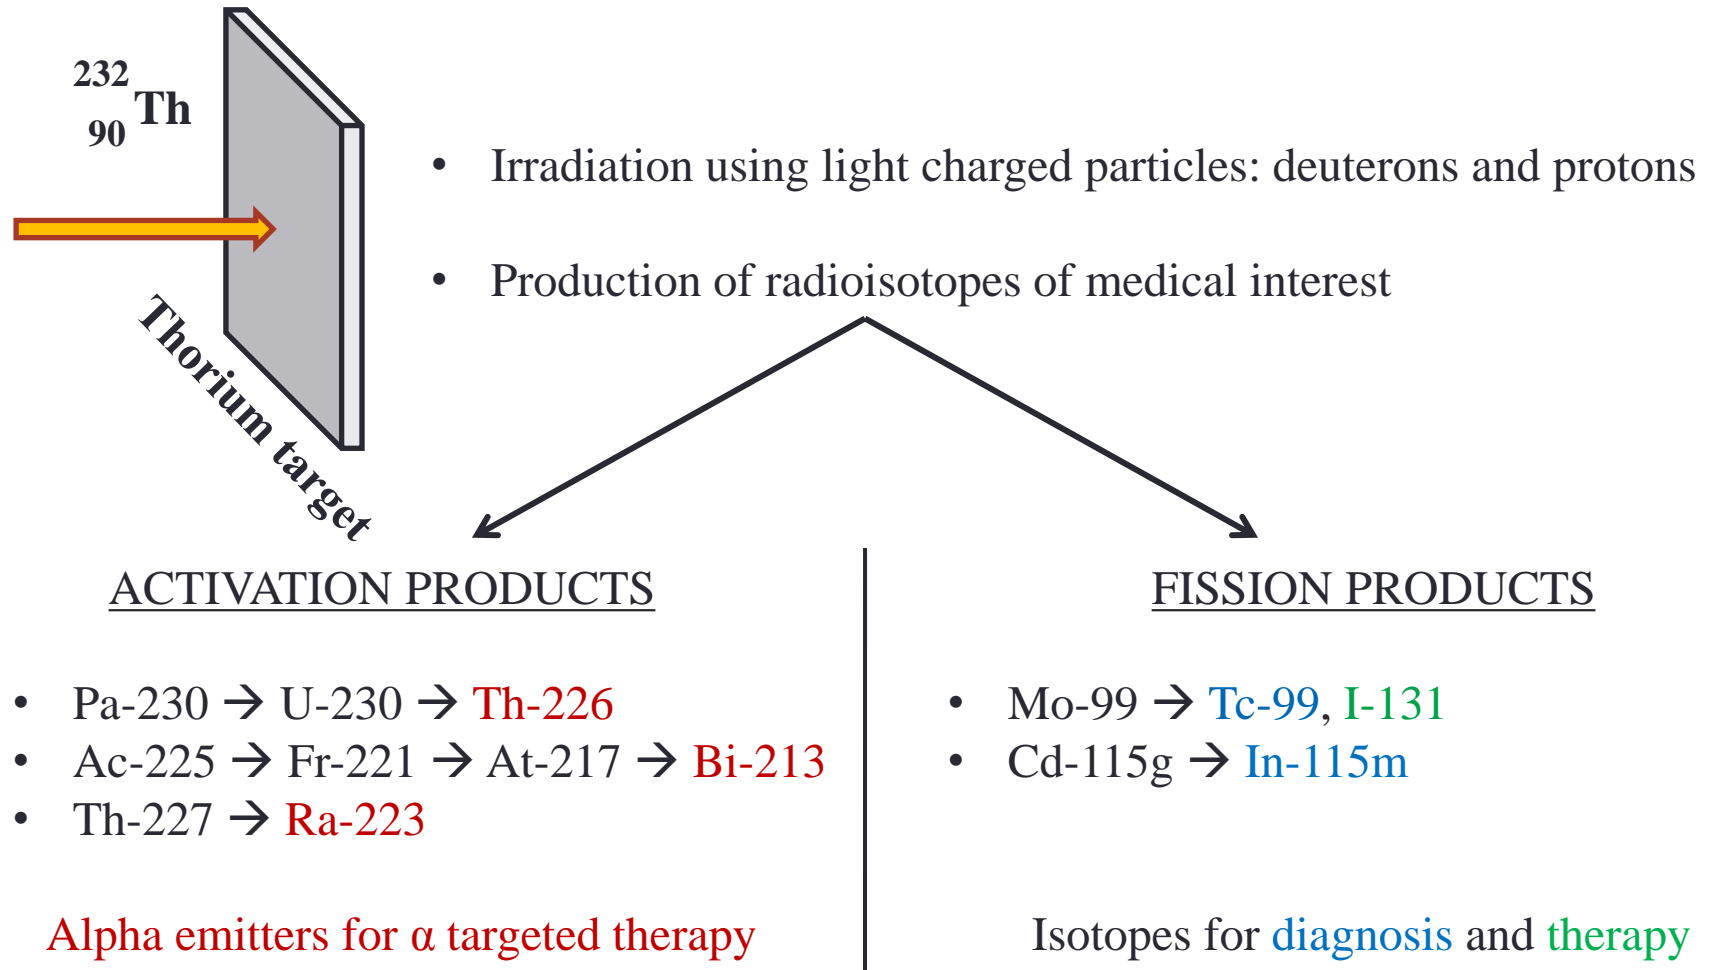 232
90 Th
• Irradiation using light charged particles: deuterons and protons
• Production of radioisotopes of medical interest
Thorium target
ACTIVATION PRODUCTS
• Pa-230 → U-230 → Th-226
• Ac-225 → Fr-221 → At-217 → Bi-213
• Th-227 → Ra-223
Alpha emitters for α targeted therapy
FISSION PRODUCTS
• Mo-99 → Tc-99, I-131
• Cd-115g → In-115m
Isotopes for diagnosis and therapy